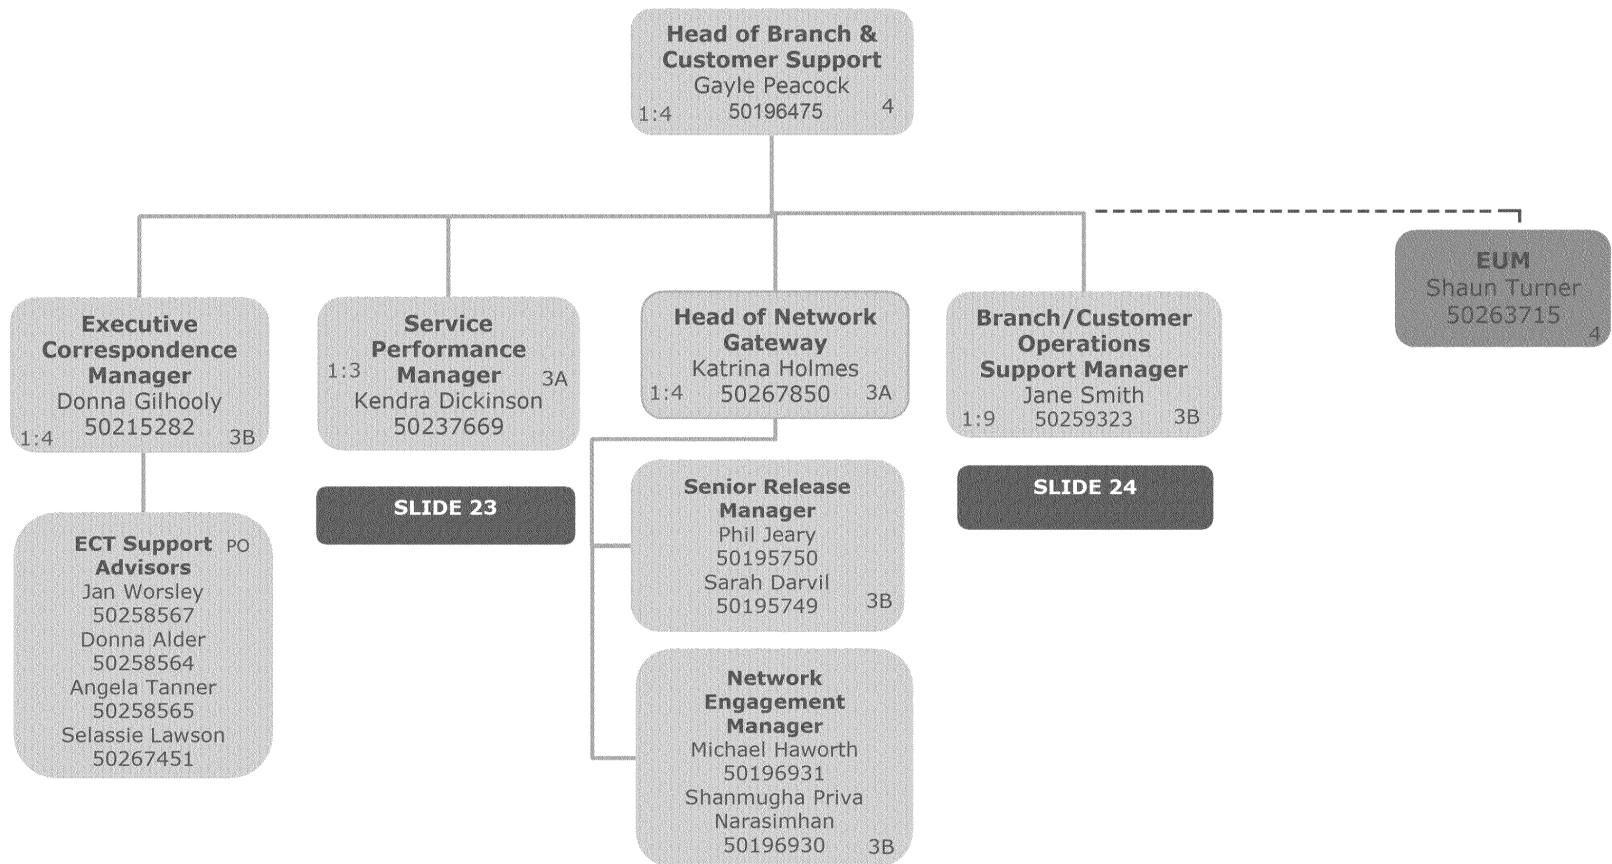 Head of Branch &
Customer Support
Gayle Peacock
1:4 50196475 4
Executive
Correspondence
Manager
Donna Gilhooly
50215282
1:4 3B
ECT Support PO
Advisors
Jan Worsley
50258567
Donna Alder
50258564
Angela Tanner
50258565
Selassie Lawson
50267451
Service
Performance
1:3 Manager 3A
Kendra Dickinson
50237669
SLIDE 23
Head of Network
Gateway
Katrina Holmes
1:4 50267850 3A
Senior Release
Manager
Phil Jeary
50195750
Sarah Darvil
50195749 3B
Network
Engagement
Manager
Michael Haworth
50196931
Shanmugha Priva
Narasimhan
50196930 3B
Branch/Customer
Operations
Support Manager
Jane Smith
1:9 50259323 3B
SLIDE 24
EUM
Shaun Turner
50263715
4